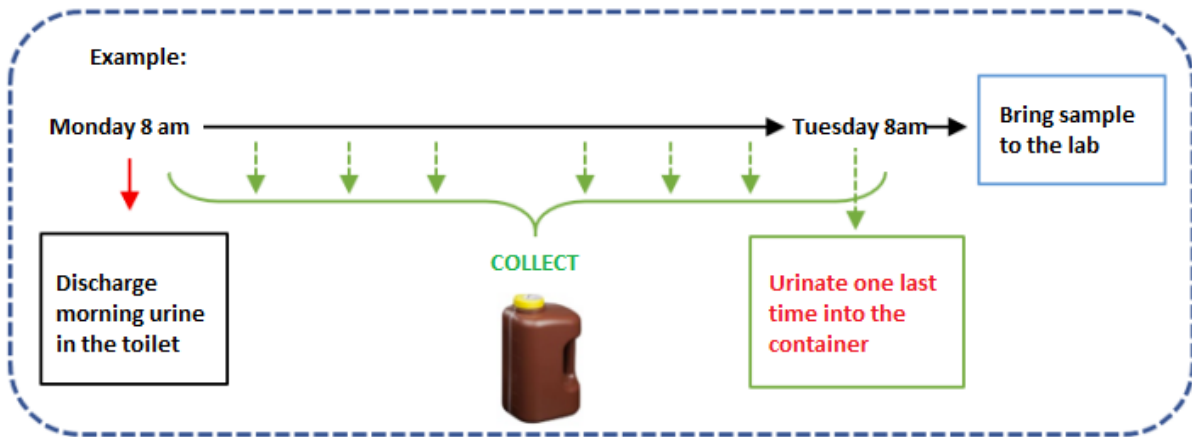 Example:
Monday 8 am
Tuesday 8am
Bring sample
to the lab
Discharge
morning urine
in the toilet
COLLECT
Urinate one last
time into the
container